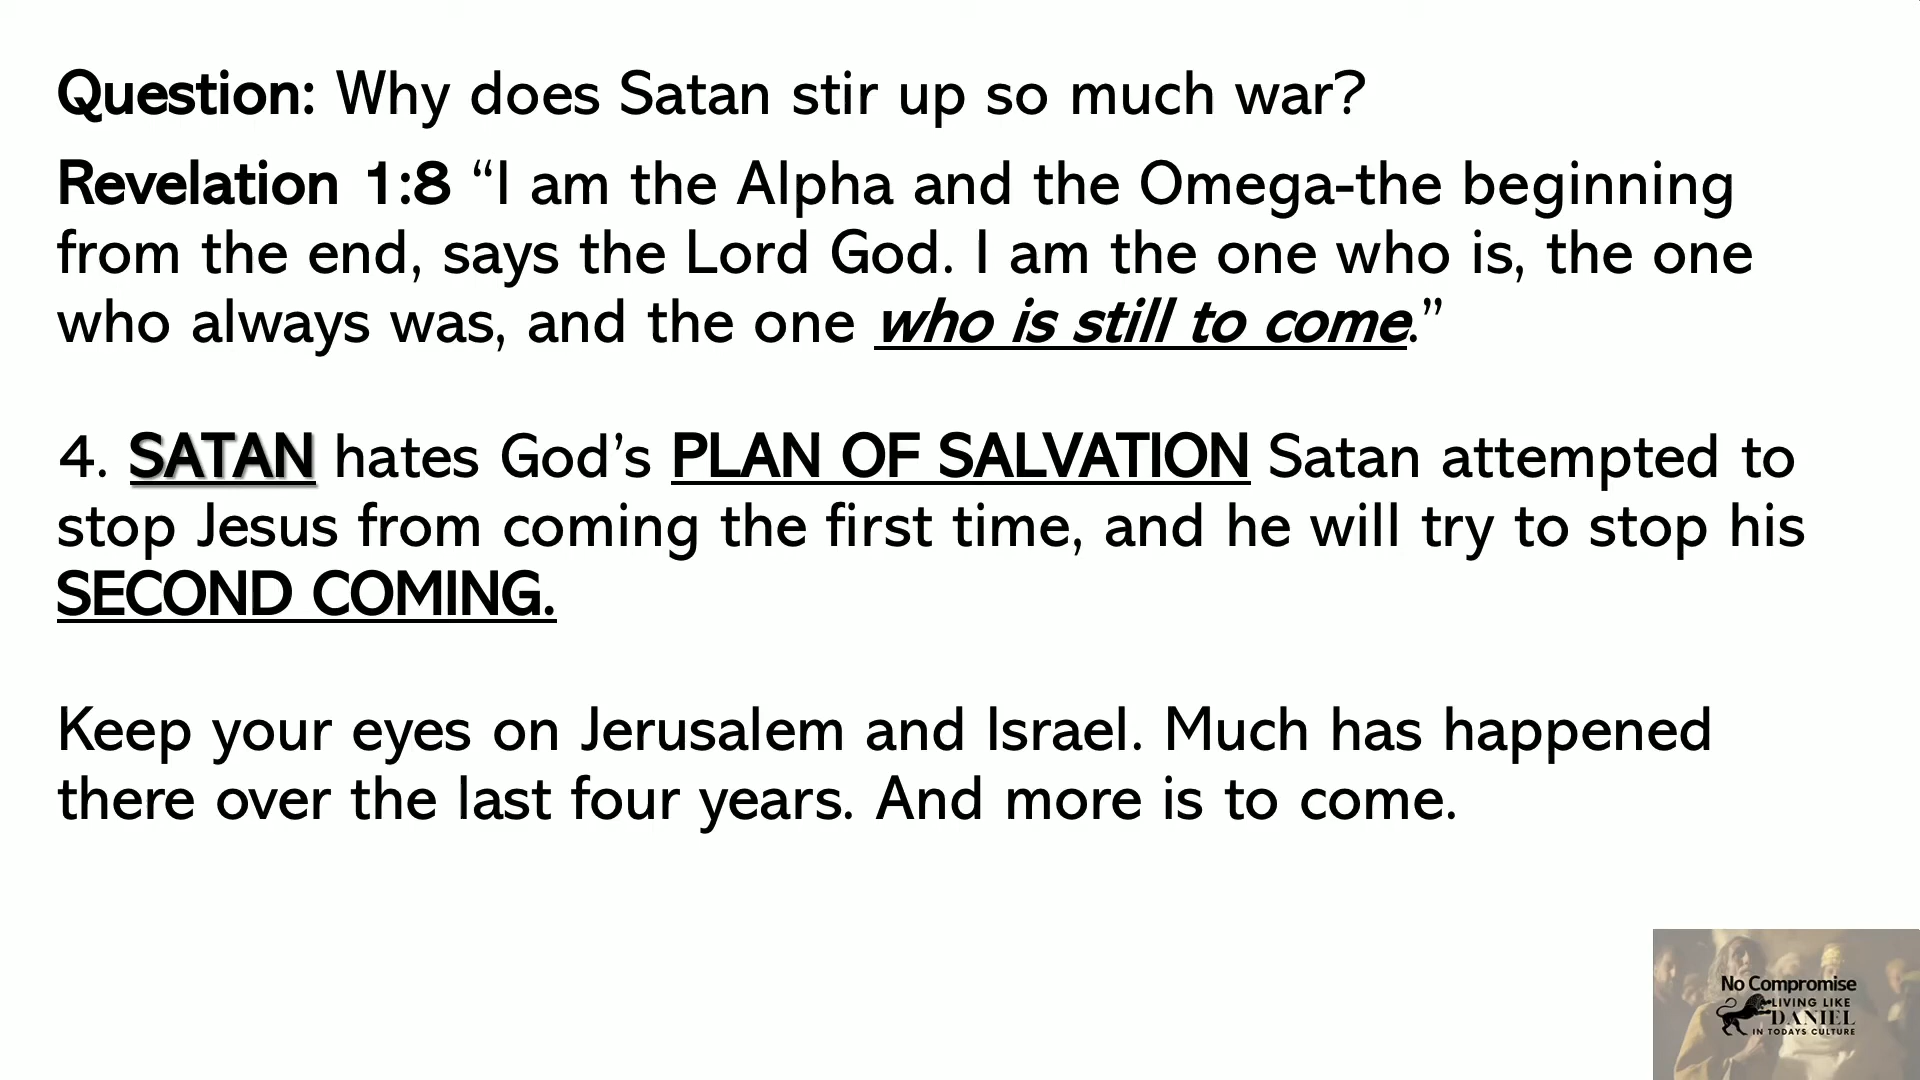 Question: Why does Satan stir up so much war?
Revelation 1:8 “I am the Alpha and the Omega-the beginning
from the end, says the Lord God. I am the one who is, the one
who always was, and the one who is still to come.”
4. SATAN hates God’s PLAN OF SALVATION Satan attempted to
stop Jesus from coming the first time, and he will try to stop his
SECOND COMING.
Keep your eyes on Jerusalem and Israel. Much has happened
there over the last four years. And more is to come.
No Compromise
LIVING LIKE
DANIEL
IN TODAYS CULTURE